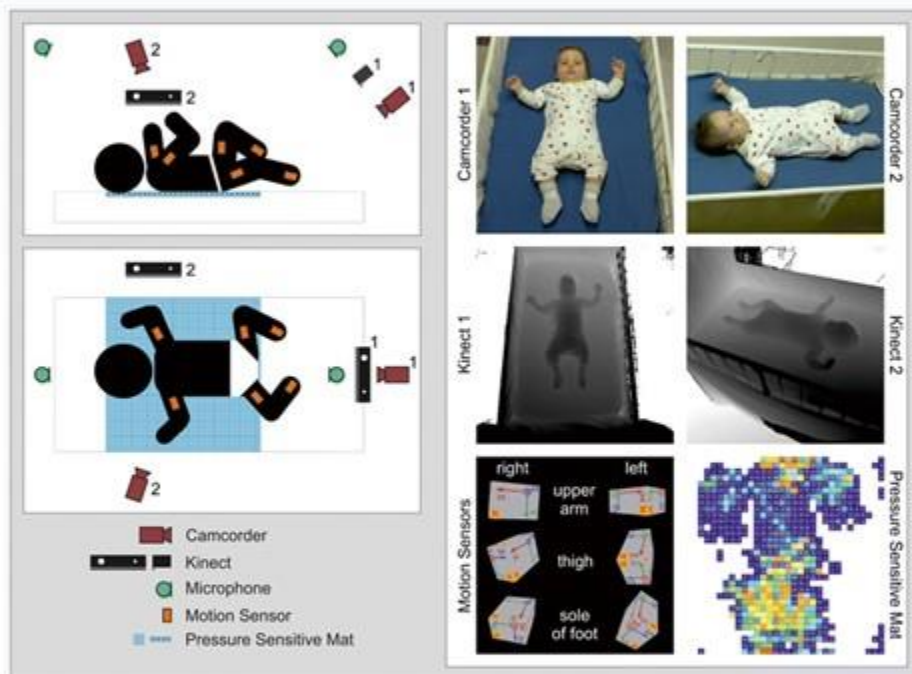 2
1
2
1
2
1
1
2
Camcorder
Kinect
Microphone
Motion Sensor
Pressure Sensitive Mat
Camcorder 1
Camcorder 2
Kinect 1
Kinect 2
Motion Sensors
right left
upper
arm
thigh
sole
of foot
Pressure Sensitive Mat